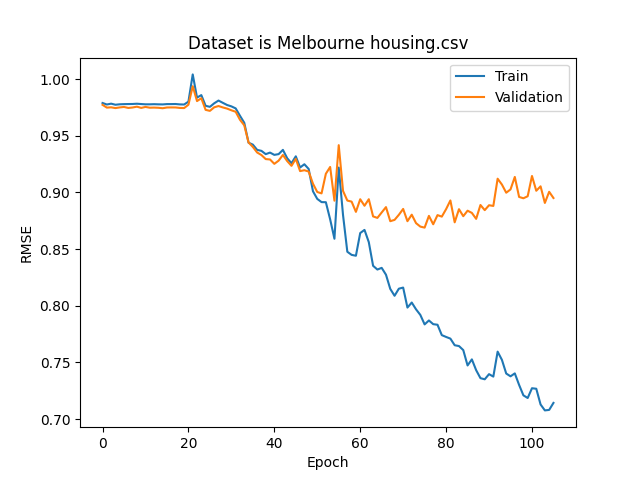 Dataset is Melbourne housing.csv
Train
Validation
1.00
0.95
0.90
0.85
0.80
0.75
0.70
RMSE
0 20 40 60 80 100
Epoch